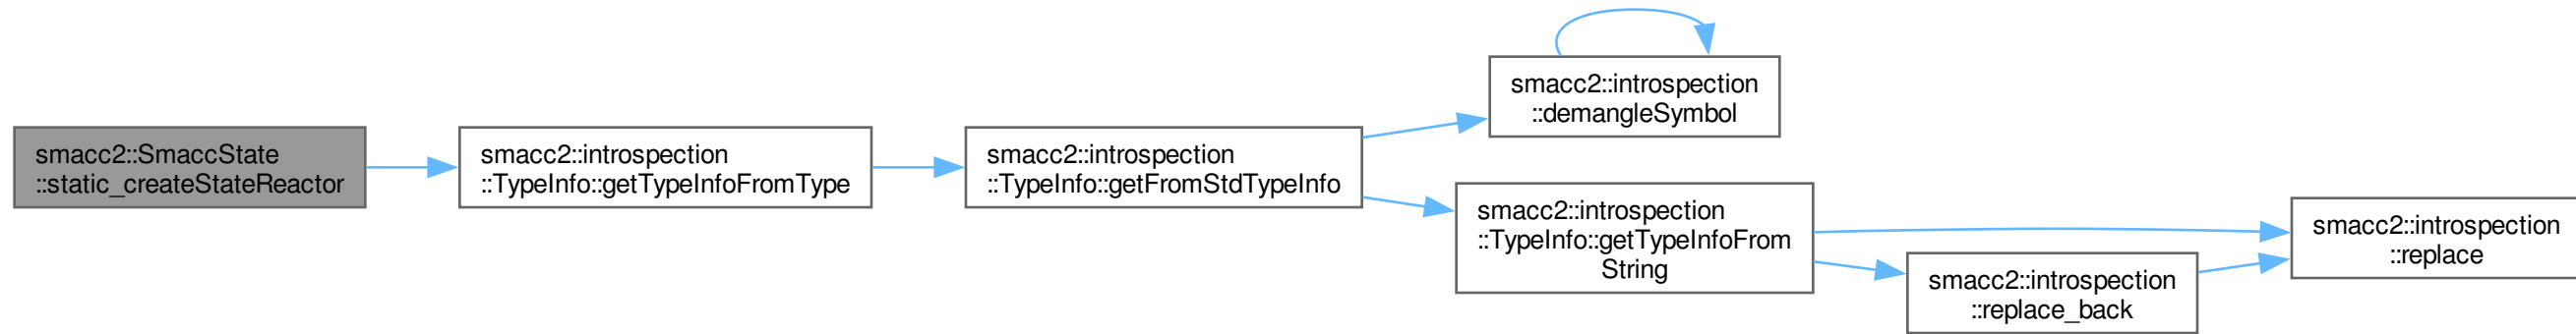 smacc2::SmaccState
::static_createStateReactor
smacc2::introspection
::TypeInfo::getTypeInfoFromType
smacc2::introspection
::TypeInfo::getFromStdTypeInfo
smacc2::introspection
::demangleSymbol
smacc2::introspection
::TypeInfo::getTypeInfoFrom
String
smacc2::introspection
::replace_back
smacc2::introspection
::replace